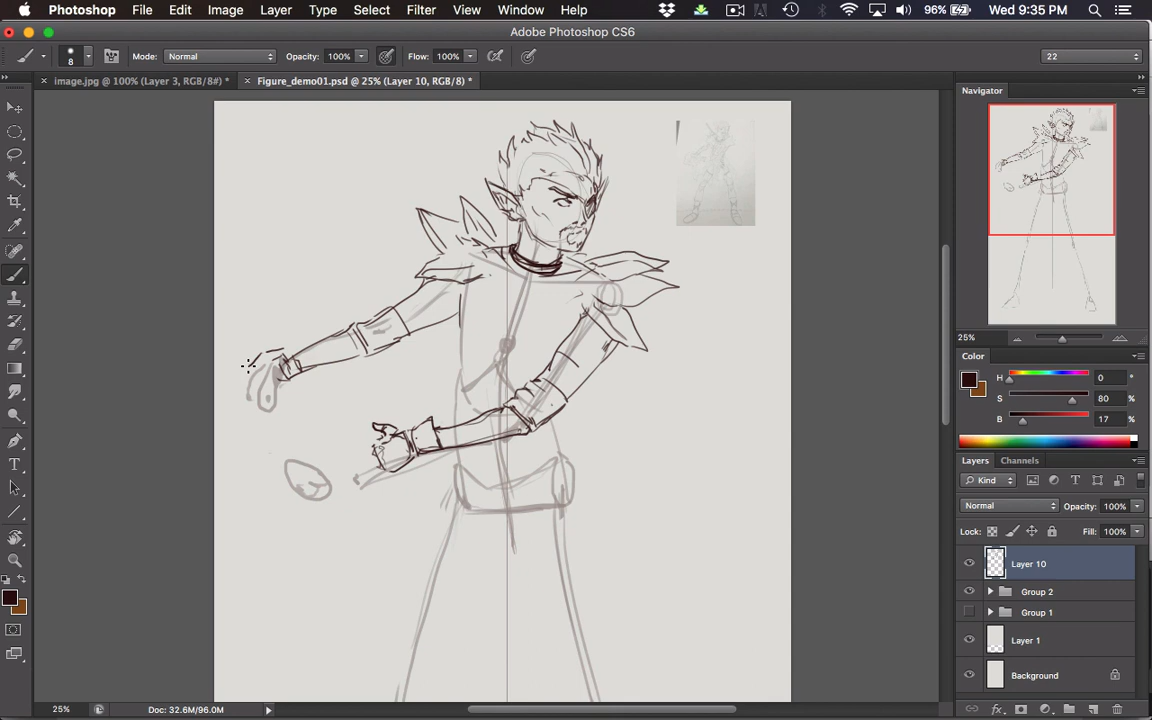 Photoshop File Edit Image Layer Type Select Filter View Window Help 96% Wed 9:35 PM
Adobe Photoshop CS6
8 Mode: Normal Opacity: 100% Flow: 100% 22
× image.jpg @ 100% (Layer 3, RGB/8#) * × Figure_demo01.psd @ 25% (Layer 10, RGB/8) *
Navigator
25%
Color
H 0 °
S 80 %
B 17 %
Layers Channels
Kind
Normal Opacity: 100%
Lock: Fill: 100%
Layer 10
Group 2
Group 1
Layer 1
Background
25% Doc: 32.6M/96.0M